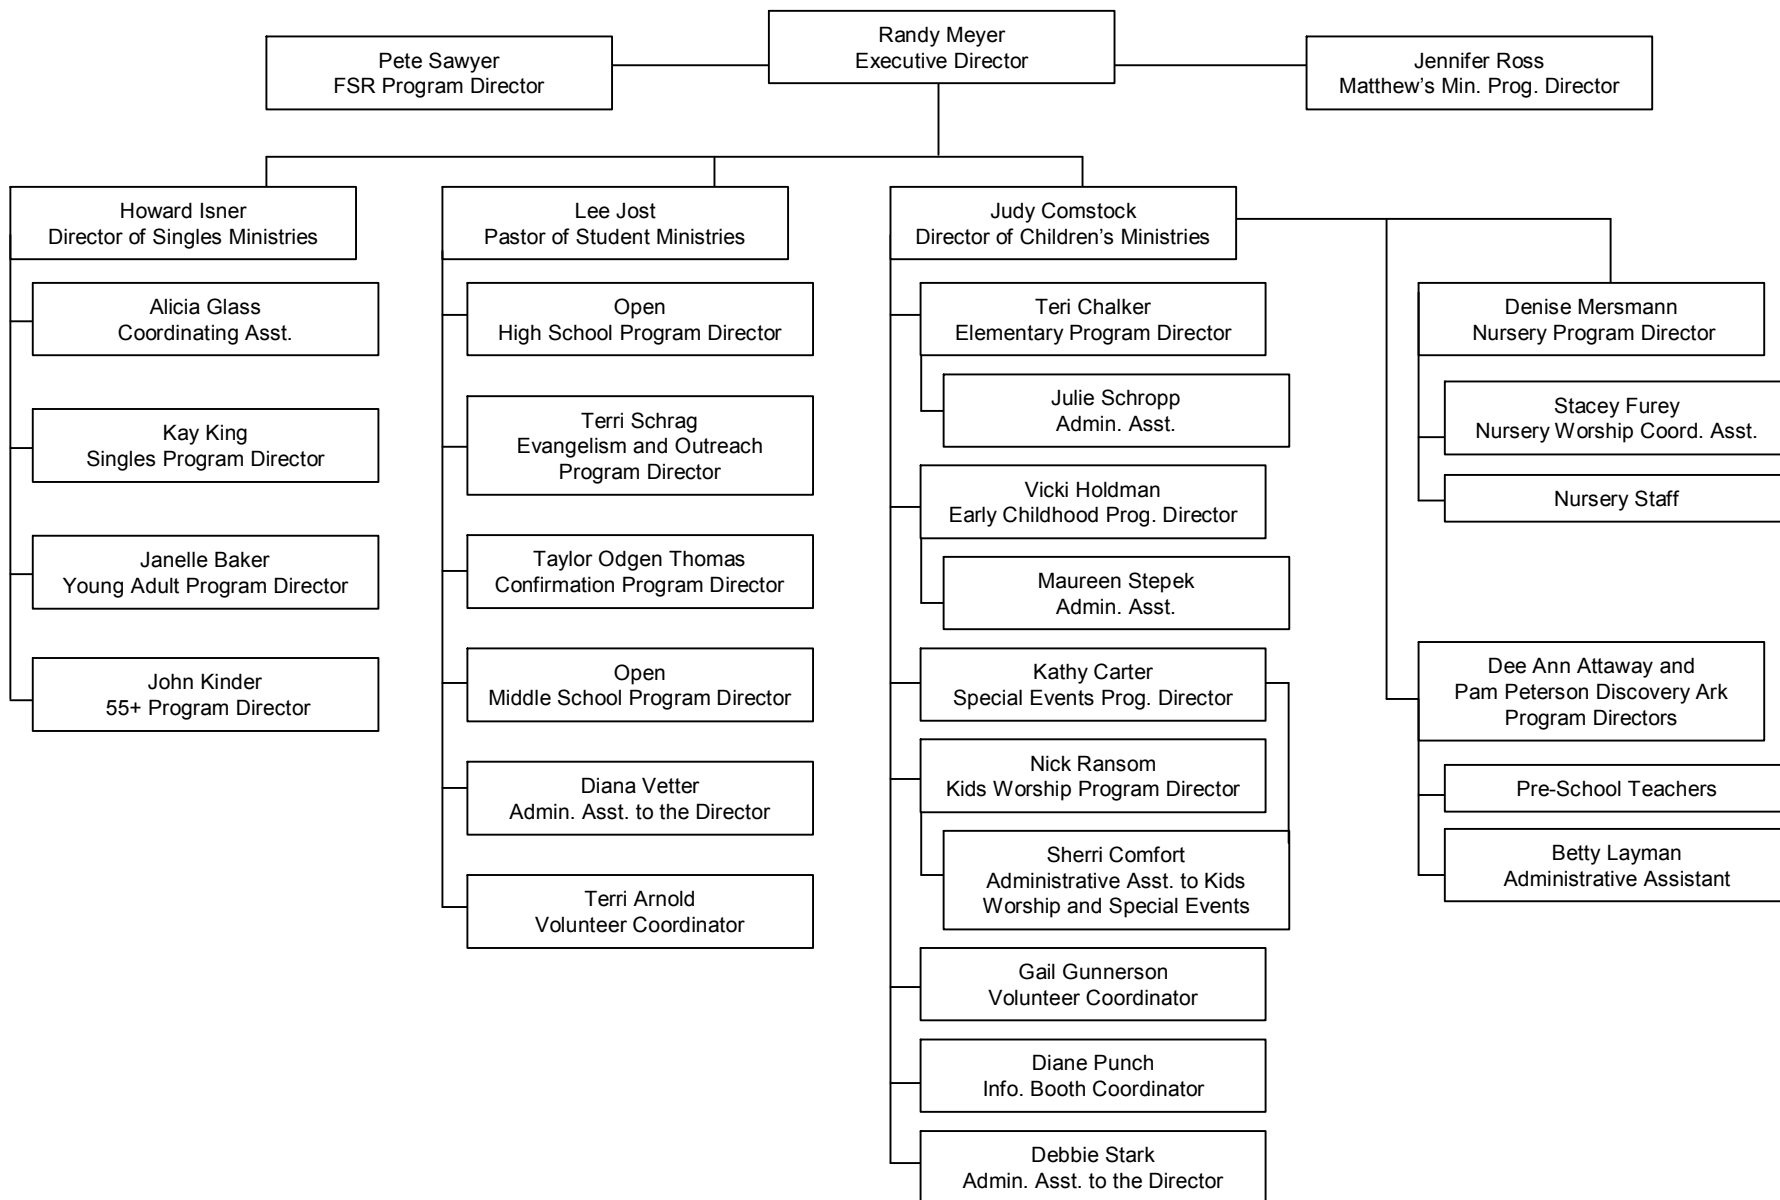 Randy Meyer
Executive Director
Pete Sawyer
FSR Program Director
Jennifer Ross
Matthew's Min. Prog. Director
Howard Isner
Director of Singles Ministries
Alicia Glass
Coordinating Asst.
Kay King
Singles Program Director
Janelle Baker
Young Adult Program Director
John Kinder
55+ Program Director
Lee Jost
Pastor of Student Ministries
Open
High School Program Director
Terri Schrag
Evangelism and Outreach
Program Director
Taylor Odgen Thomas
Confirmation Program Director
Open
Middle School Program Director
Diana Vetter
Admin. Asst. to the Director
Terri Arnold
Volunteer Coordinator
Judy Comstock
Director of Children's Ministries
Teri Chalker
Elementary Program Director
Julie Schropp
Admin. Asst.
Vicki Holdman
Early Childhood Prog. Director
Maureen Stepek
Admin. Asst.
Kathy Carter
Special Events Prog. Director
Nick Ransom
Kids Worship Program Director
Sherri Comfort
Administrative Asst. to Kids
Worship and Special Events
Gail Gunnerson
Volunteer Coordinator
Diane Punch
Info. Booth Coordinator
Debbie Stark
Admin. Asst. to the Director
Denise Mersmann
Nursery Program Director
Stacey Furey
Nursery Worship Coord. Asst.
Nursery Staff
Dee Ann Attaway and
Pam Peterson Discovery Ark
Program Directors
Pre-School Teachers
Betty Layman
Administrative Assistant